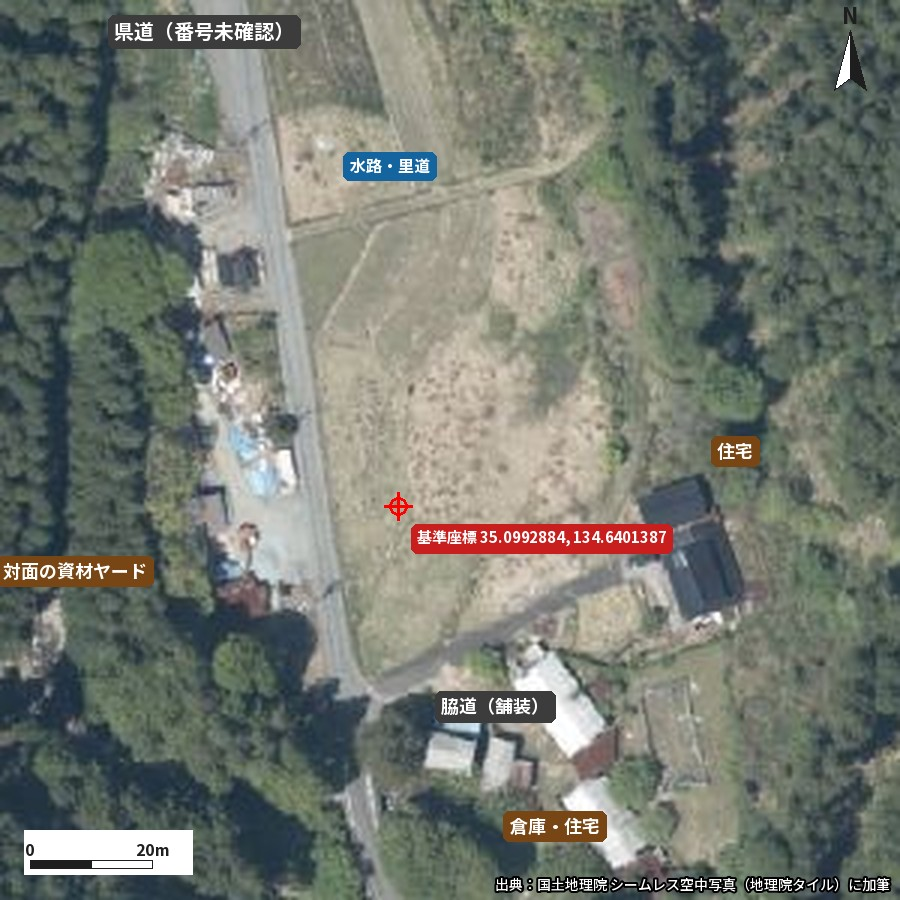 県道（番号未確認）
N
水路・里道
住宅
基準座標 35.0992884, 134.6401387
対面の資材ヤード
脇道（舗装）
倉庫・住宅
0 20m
出典：国土地理院 シームレス空中写真（地理院タイル）に加筆